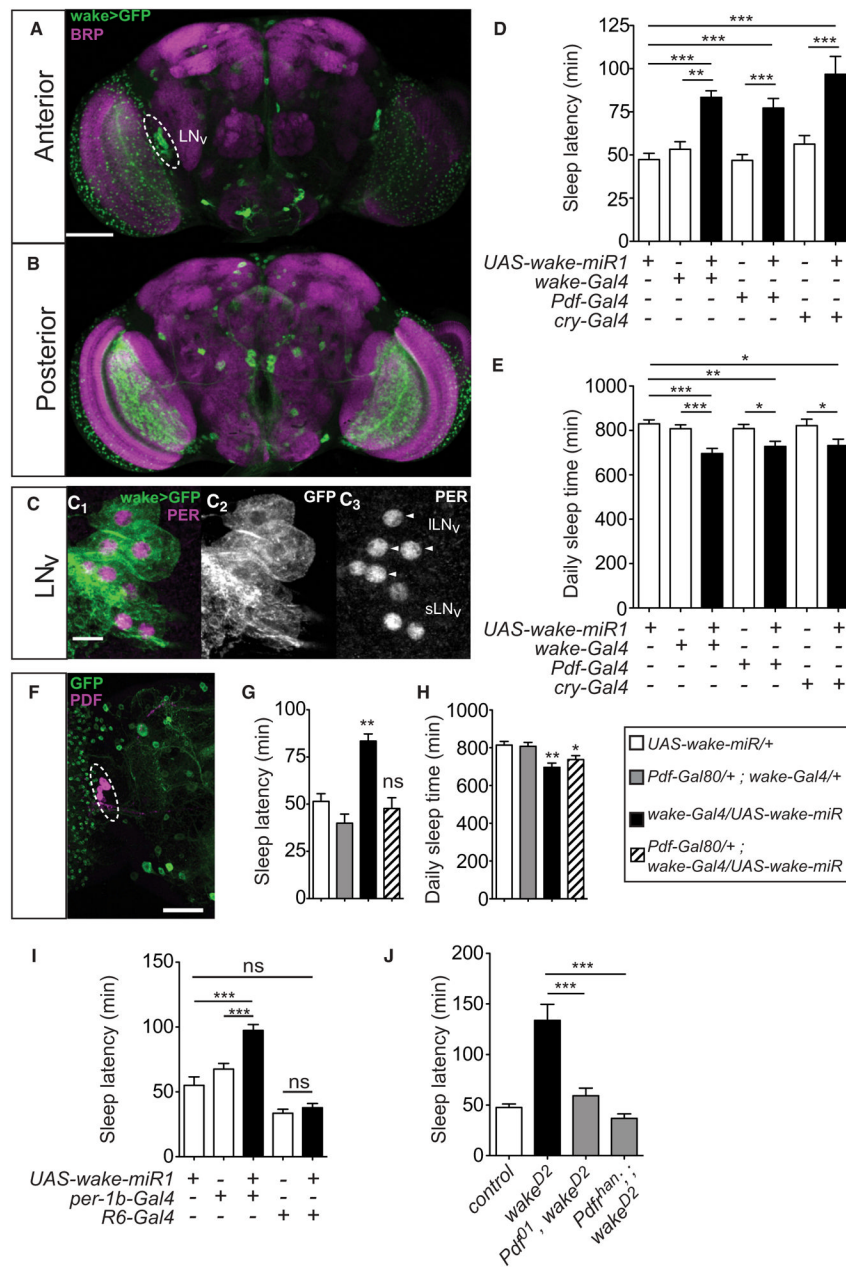 A
wake>GFP
BRP
Anterior
LNv
B
Posterior
C
LNv
C1
wake>GFP
PER
C2
GFP
C3
PER
lLNv
sLNv
D
Sleep latency (min)
125
100
75
50
25
0
***
***
***
***
**
***
UAS-wake-miR1 + - + - + - +
wake-Gal4 - + + - - - -
Pdf-Gal4 - - - + + - -
cry-Gal4 - - - - - + +
E
Daily sleep time (min)
1000
800
600
400
200
0
*
**
***
***
*
*
UAS-wake-miR1 + - + - + - +
wake-Gal4 - + + - - - -
Pdf-Gal4 - - - + + - -
cry-Gal4 - - - - - + +
F
GFP
PDF
G
Sleep latency (min)
100
75
50
25
0
**
ns
H
Daily sleep time (min)
1000
800
600
400
200
0
**
*
UAS-wake-miR/+
Pdf-Gal80/+ ; wake-Gal4/+
wake-Gal4/UAS-wake-miR
Pdf-Gal80/+ ;
wake-Gal4/UAS-wake-miR
I
Sleep latency (min)
150
100
50
0
ns
***
***
ns
UAS-wake-miR1 + - + - +
per-1b-Gal4 - + + - -
R6-Gal4 - - - + +
J
Sleep latency (min)
200
150
100
50
0
***
***
control
wakeD2
Pdf01, wakeD2
Pdfrhan;;
wakeD2